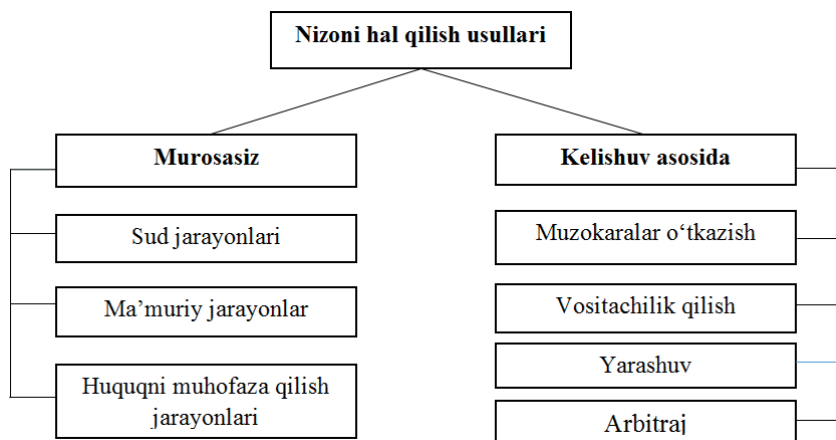 Nizoni hal qilish usullari
Murosasiz
Sud jarayonlari
Ma’muriy jarayonlar
Huquqni muhofaza qilish
jarayonlari
Kelishuv asosida
Muzokaralar o‘tkazish
Vositachilik qilish
Yarashuv
Arbitraj